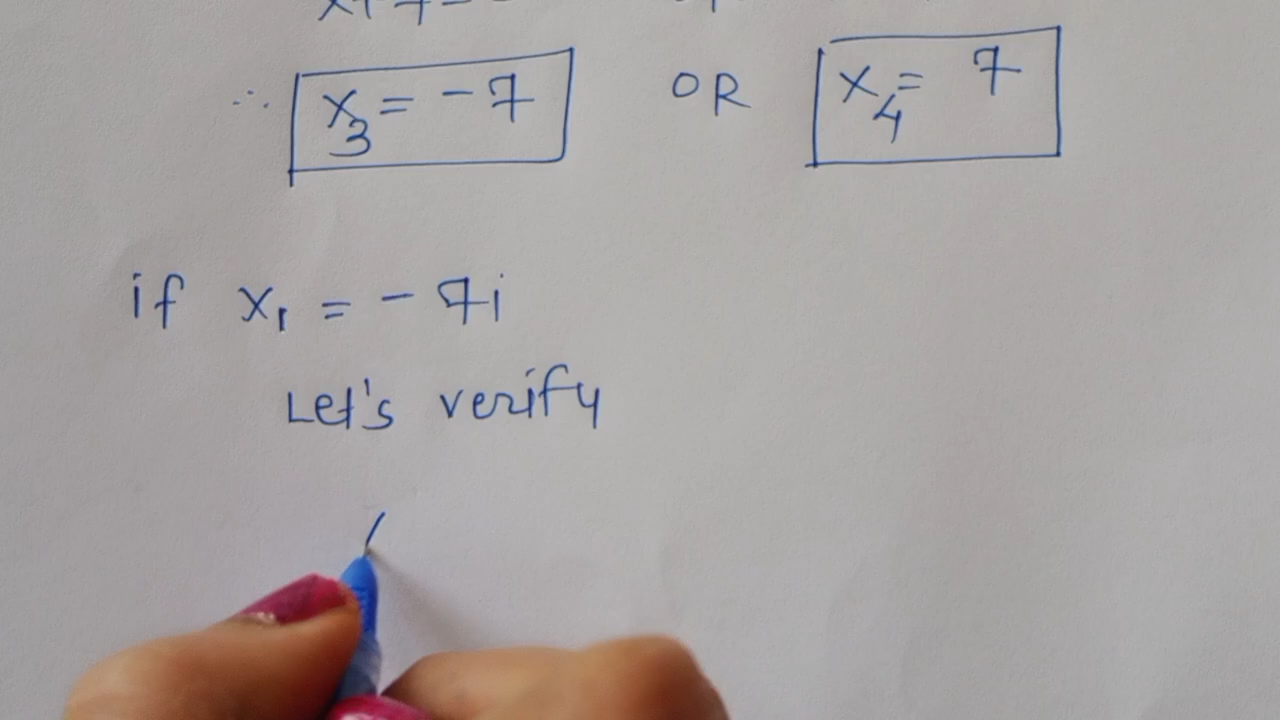 ∴ x₃ = -7 OR x₄ = 7
if x₁ = -7i
Let's verify
(